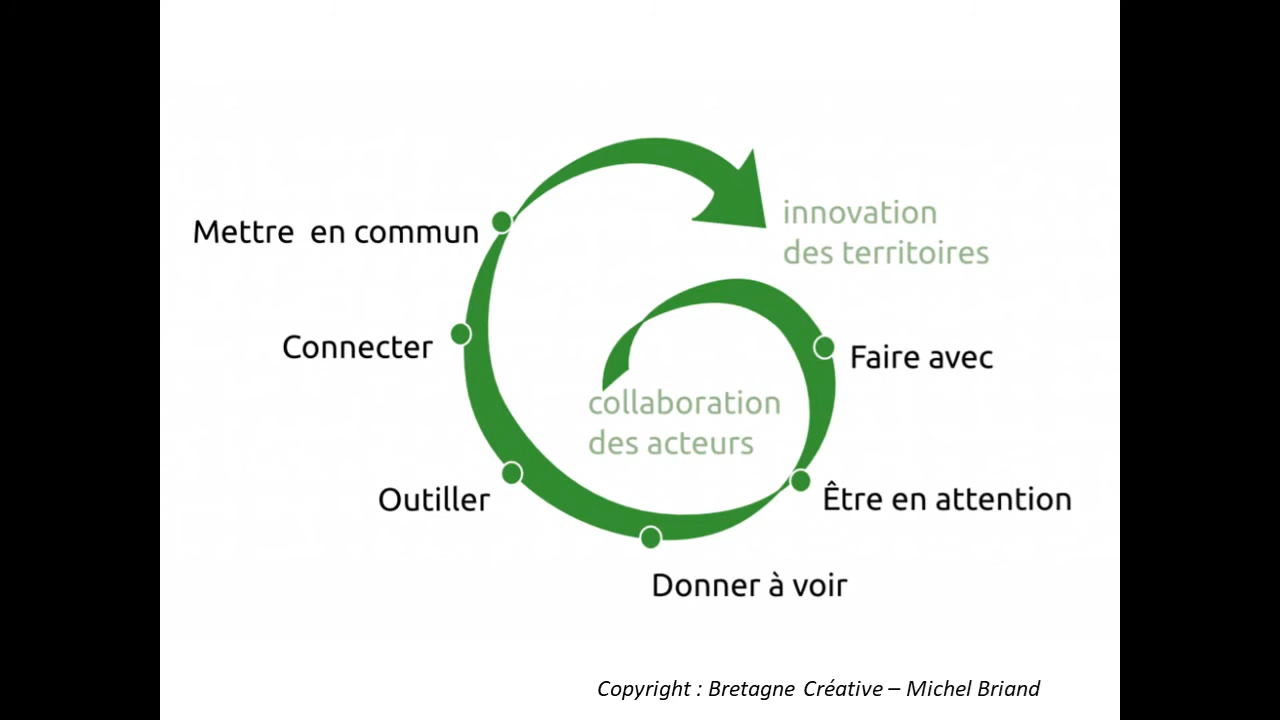 innovation
des territoires
Mettre en commun
Connecter
Faire avec
collaboration
des acteurs
Outiller
Être en attention
Donner à voir
Copyright : Bretagne Créative – Michel Briand